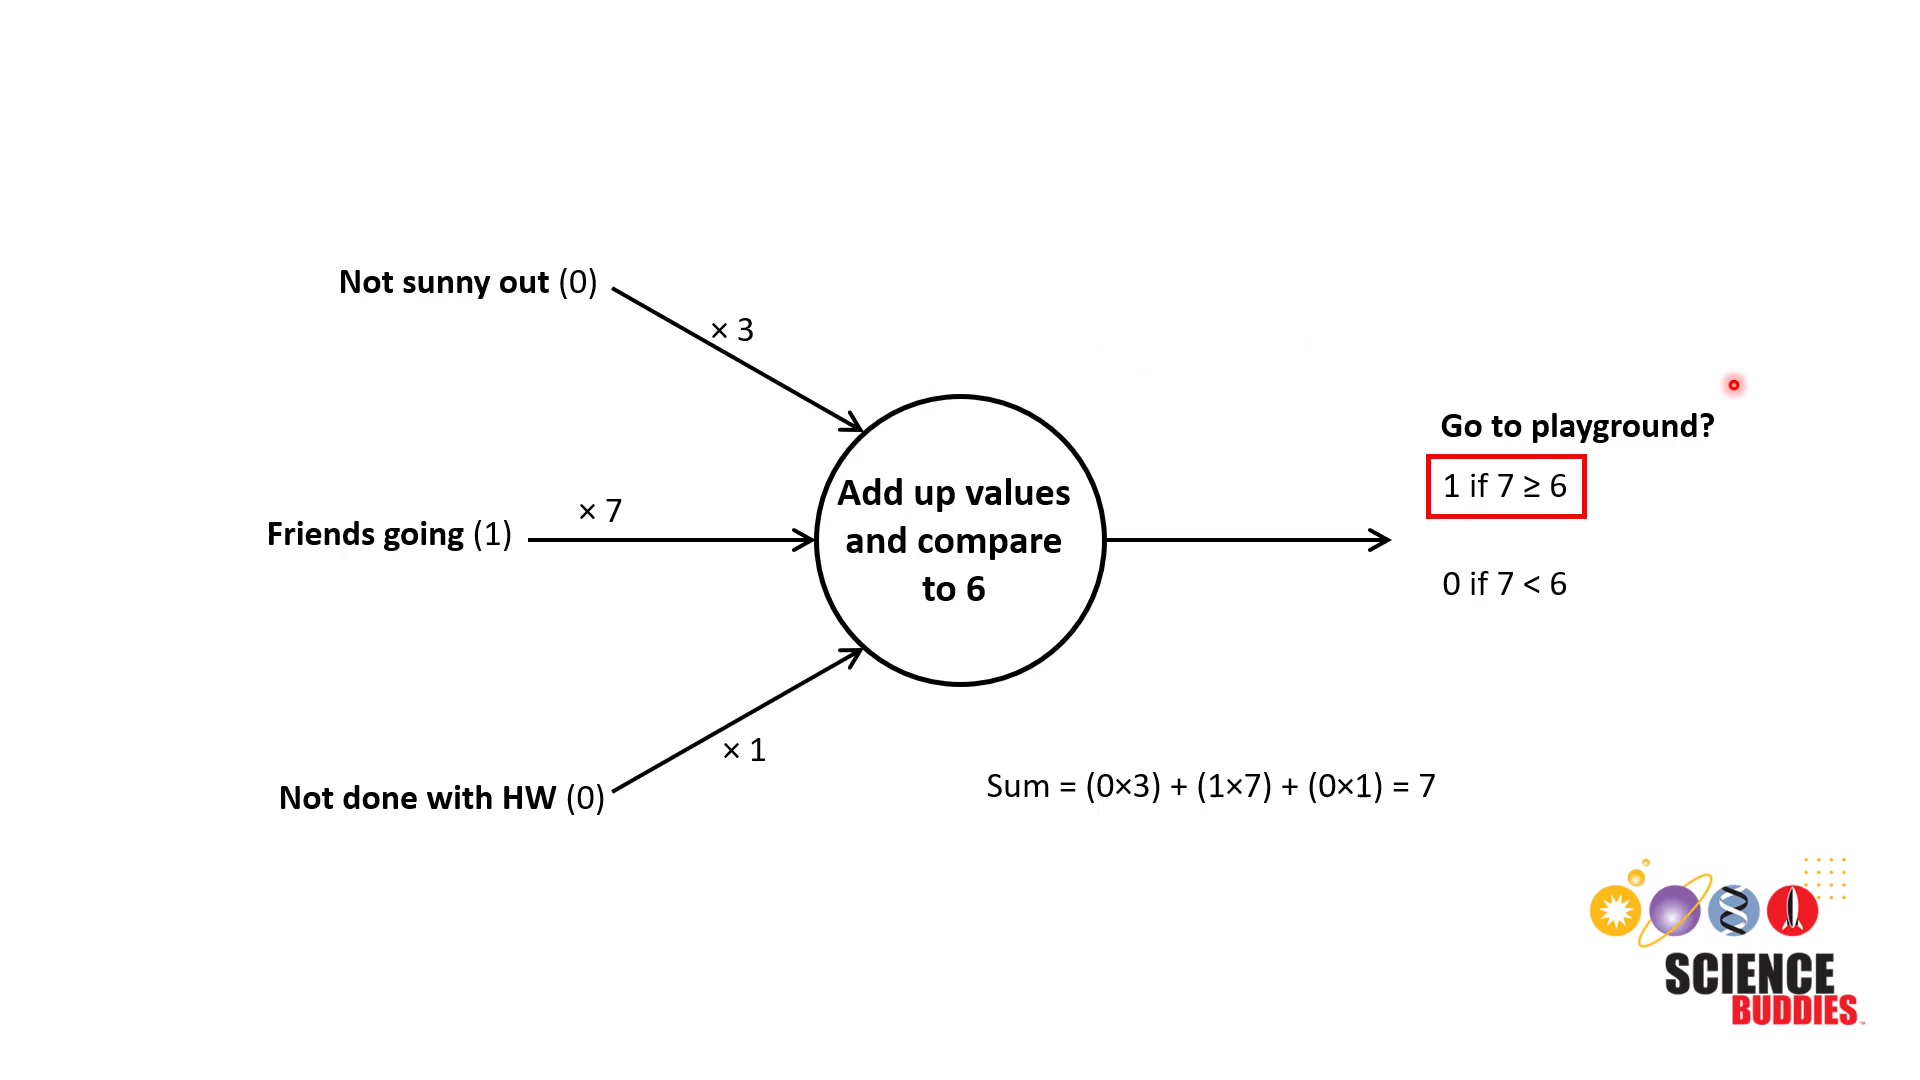 Not sunny out (0)
× 3
Go to playground?
1 if 7 ≥ 6
Add up values
and compare
to 6
Friends going (1)
× 7
0 if 7 < 6
× 1
Not done with HW (0)
Sum = (0×3) + (1×7) + (0×1) = 7
SCIENCE
BUDDIES